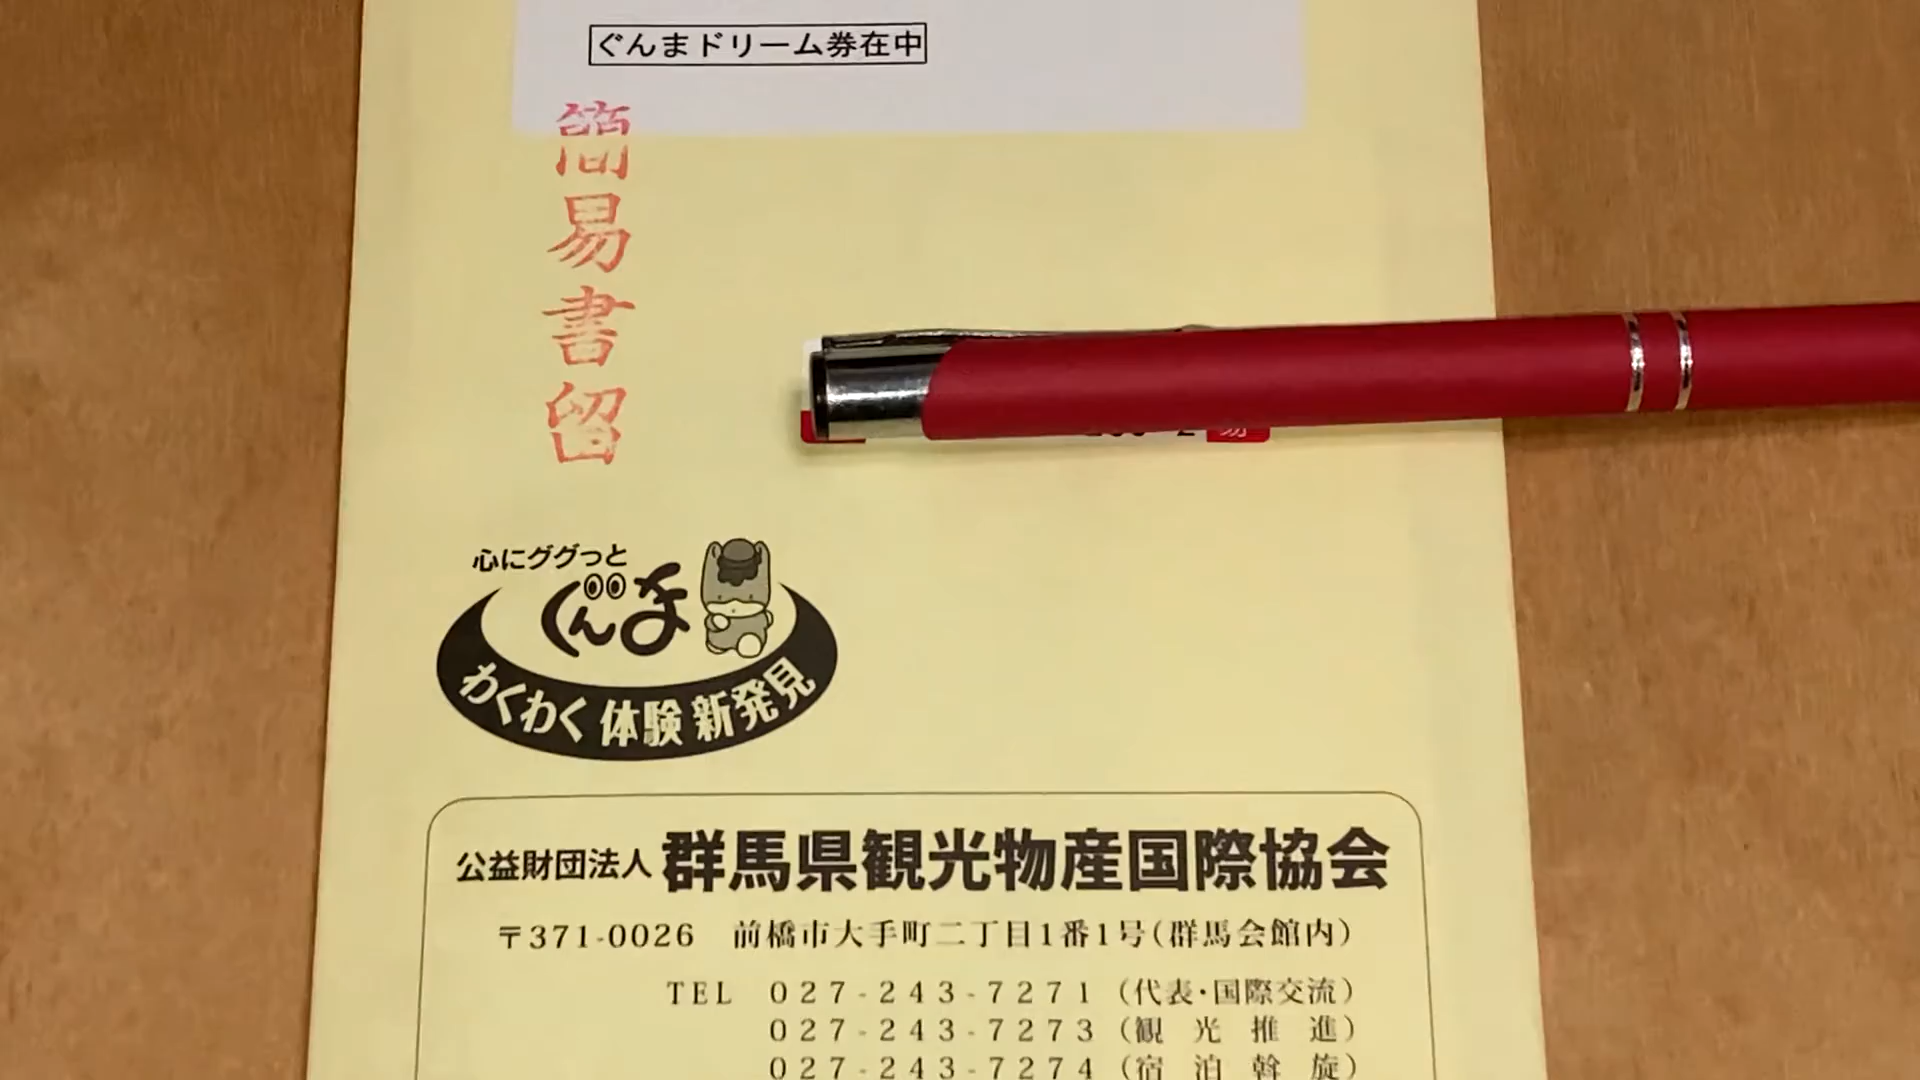 ぐんまドリーム券在中
簡易書留
心にググっと
ぐんま
わくわく 体験 新発見
公益財団法人 群馬県観光物産国際協会
〒371-0026 前橋市大手町二丁目1番1号(群馬会館内)
TEL 027-243-7271 (代表・国際交流)
027-243-7273 (観光推進)
027-243-7274 (宿泊斡旋)